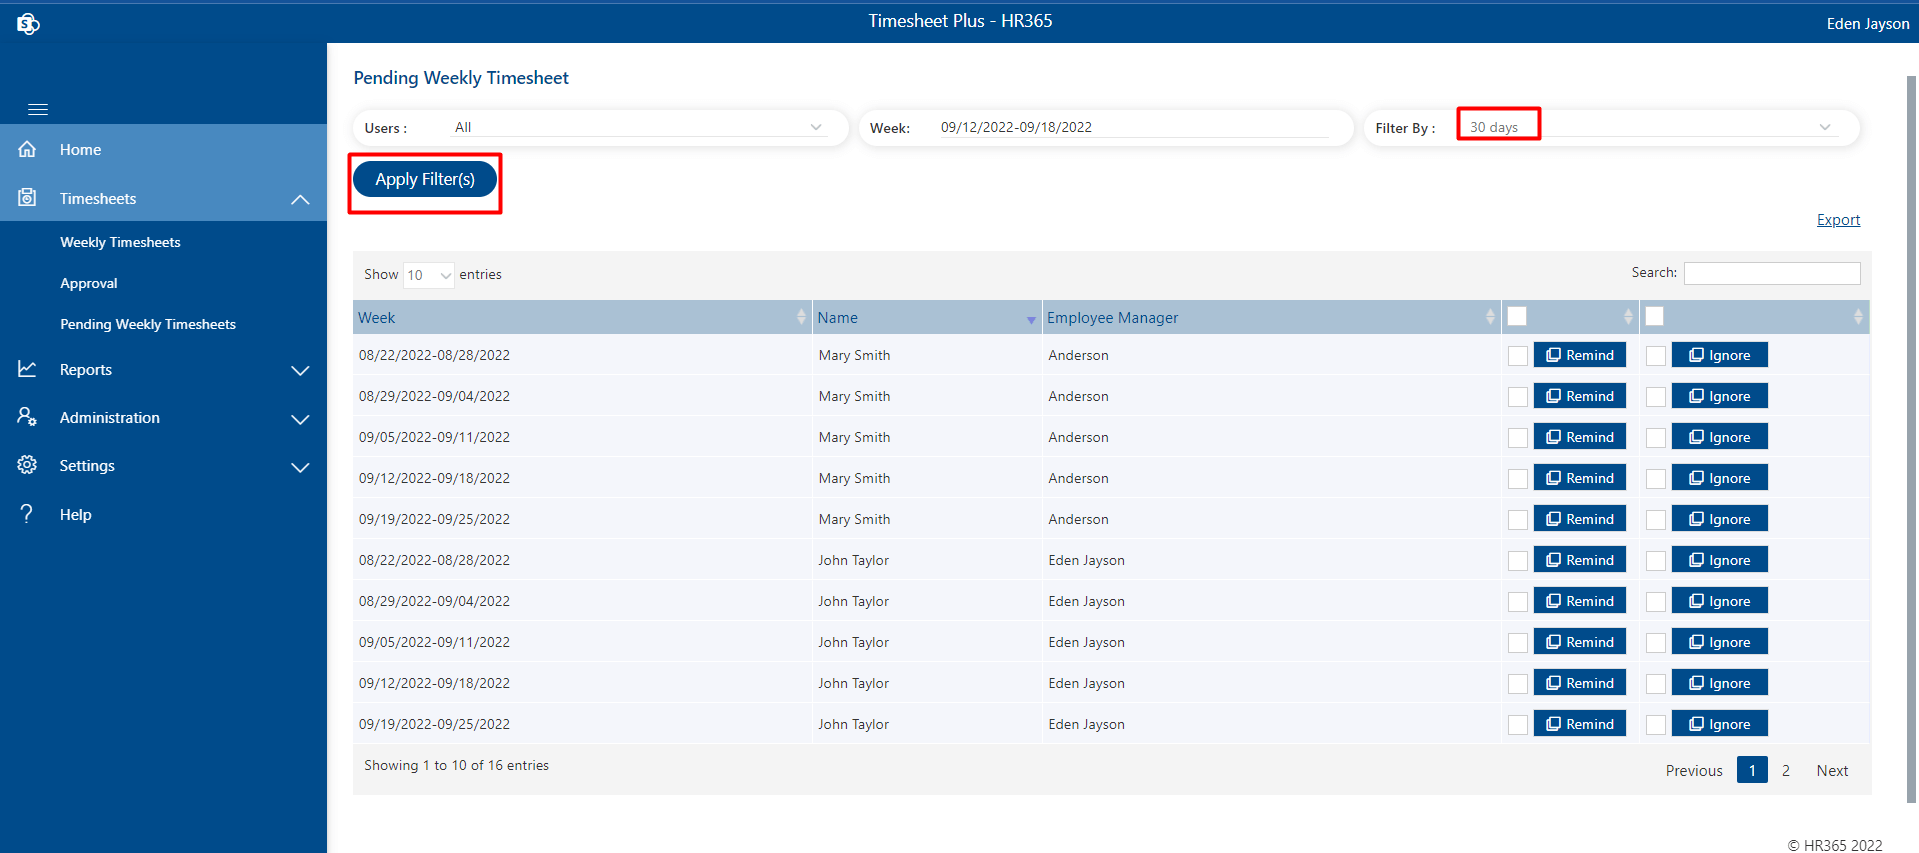 Timesheet Plus - HR365
Eden Jayson
Home
Timesheets
Weekly Timesheets
Approval
Pending Weekly Timesheets
Reports
Administration
Settings
? Help
Pending Weekly Timesheet
Users : All
Week: 09/12/2022-09/18/2022
Filter By : 30 days
Apply Filter(s)
Export
Show 10 entries
Search:
Week Name Employee Manager
08/22/2022-08/28/2022 Mary Smith Anderson Remind Ignore
08/29/2022-09/04/2022 Mary Smith Anderson Remind Ignore
09/05/2022-09/11/2022 Mary Smith Anderson Remind Ignore
09/12/2022-09/18/2022 Mary Smith Anderson Remind Ignore
09/19/2022-09/25/2022 Mary Smith Anderson Remind Ignore
08/22/2022-08/28/2022 John Taylor Eden Jayson Remind Ignore
08/29/2022-09/04/2022 John Taylor Eden Jayson Remind Ignore
09/05/2022-09/11/2022 John Taylor Eden Jayson Remind Ignore
09/12/2022-09/18/2022 John Taylor Eden Jayson Remind Ignore
09/19/2022-09/25/2022 John Taylor Eden Jayson Remind Ignore
Showing 1 to 10 of 16 entries
Previous 1 2 Next
© HR365 2022